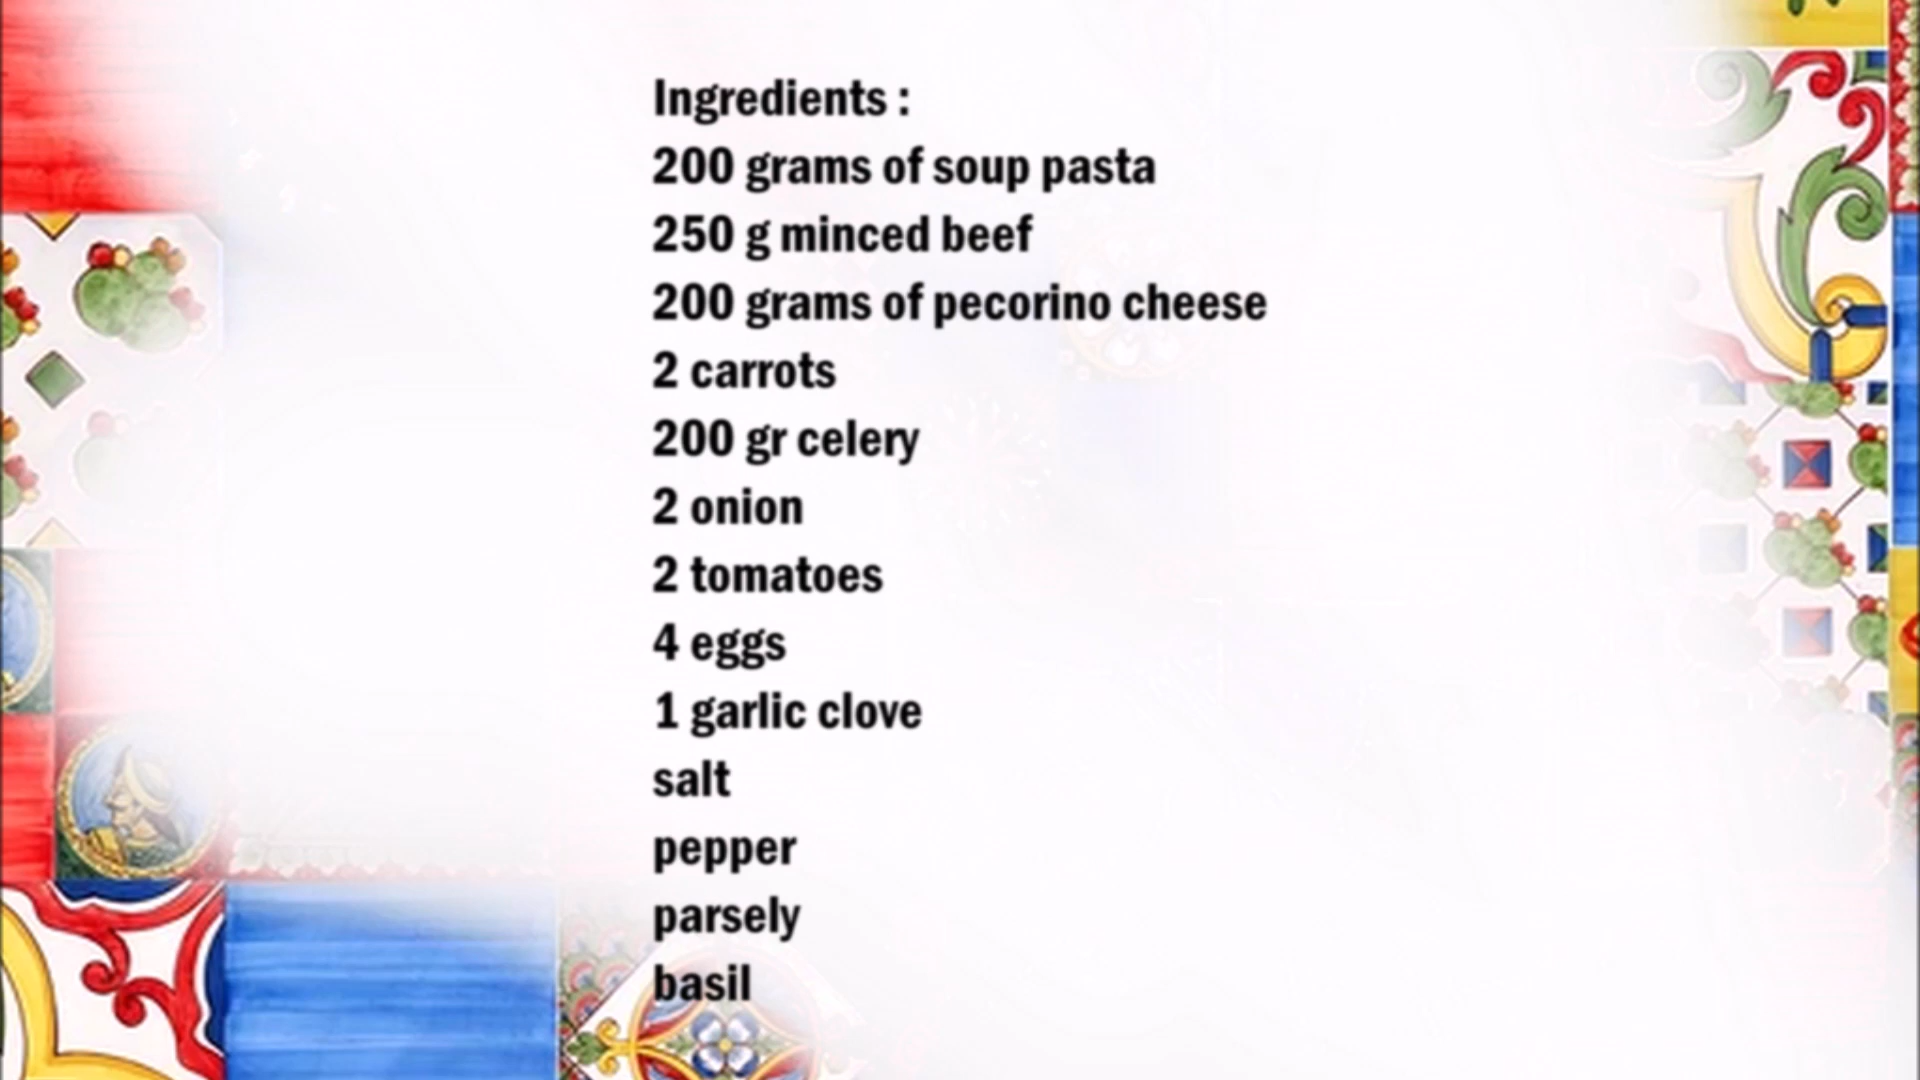 Ingredients :
200 grams of soup pasta
250 g minced beef
200 grams of pecorino cheese
2 carrots
200 gr celery
2 onion
2 tomatoes
4 eggs
1 garlic clove
salt
pepper
parsely
basil